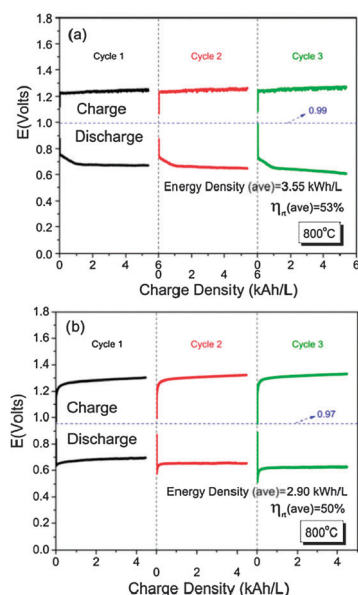 (a)
Cycle 1 Cycle 2 Cycle 3
E(Volts)
1.8
1.6
1.4
1.2
1.0
0.8
0.6
0.4
0.2
0.0
Charge
0.99
Discharge
Energy Density (ave)=3.55 kWh/L
ηrt(ave)=53%
800°C
0 2 4 6 0 2 4 6 0 2 4 6
Charge Density (kAh/L)
(b)
Cycle 1 Cycle 2 Cycle 3
E(Volts)
1.8
1.6
1.4
1.2
1.0
0.8
0.6
0.4
0.2
0.0
Charge
0.97
Discharge
Energy Density (ave)=2.90 kWh/L
ηrt(ave)=50%
800°C
0 2 4 0 2 4 0 2 4
Charge Density (kAh/L)